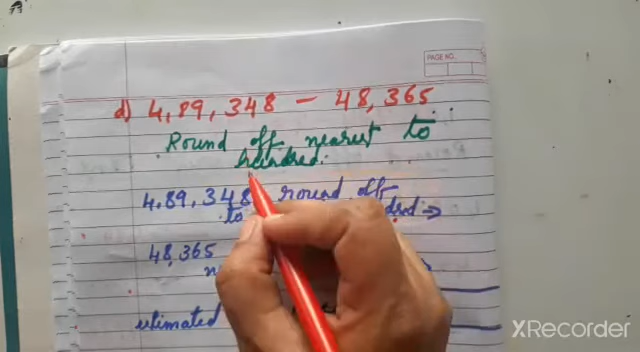 PAGE NO.
d) 4,89,348 - 48,365
Round off nearest to
hundred.
4,89,348 round off
to
48,365
estimated
XRecorder